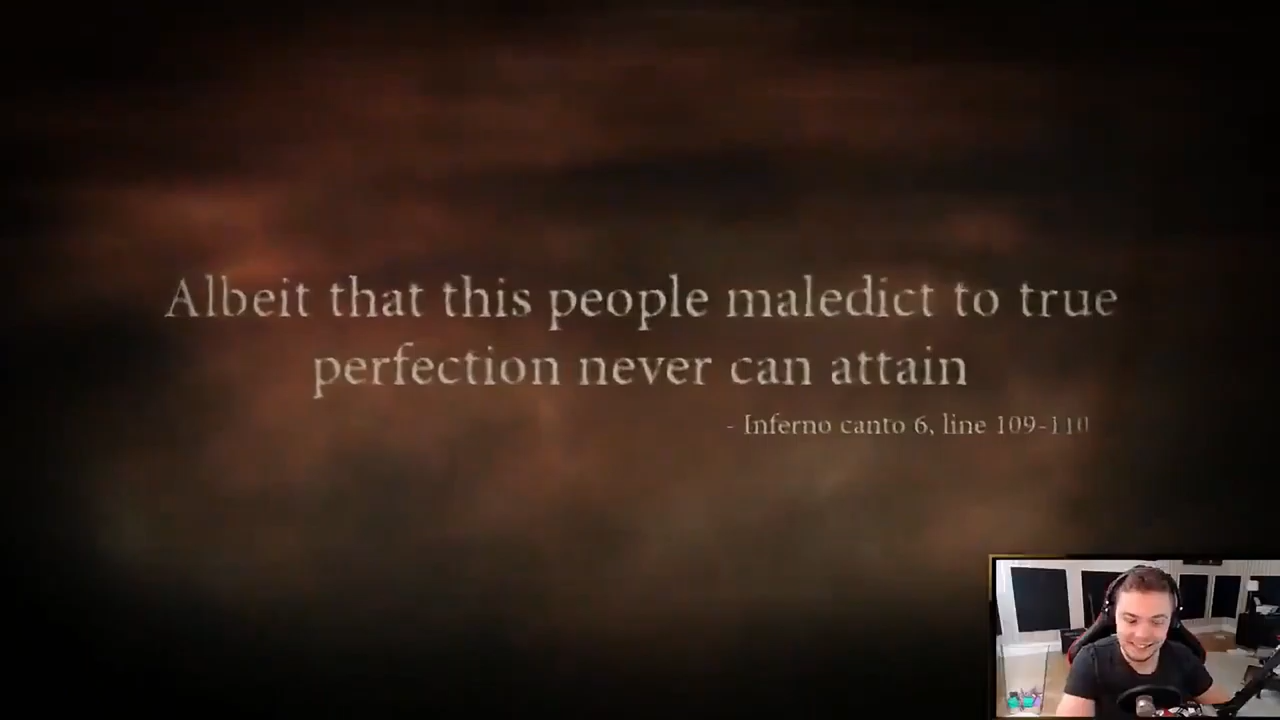 Albeit that this people maledict to true
perfection never can attain
- Inferno canto 6, line 109-110